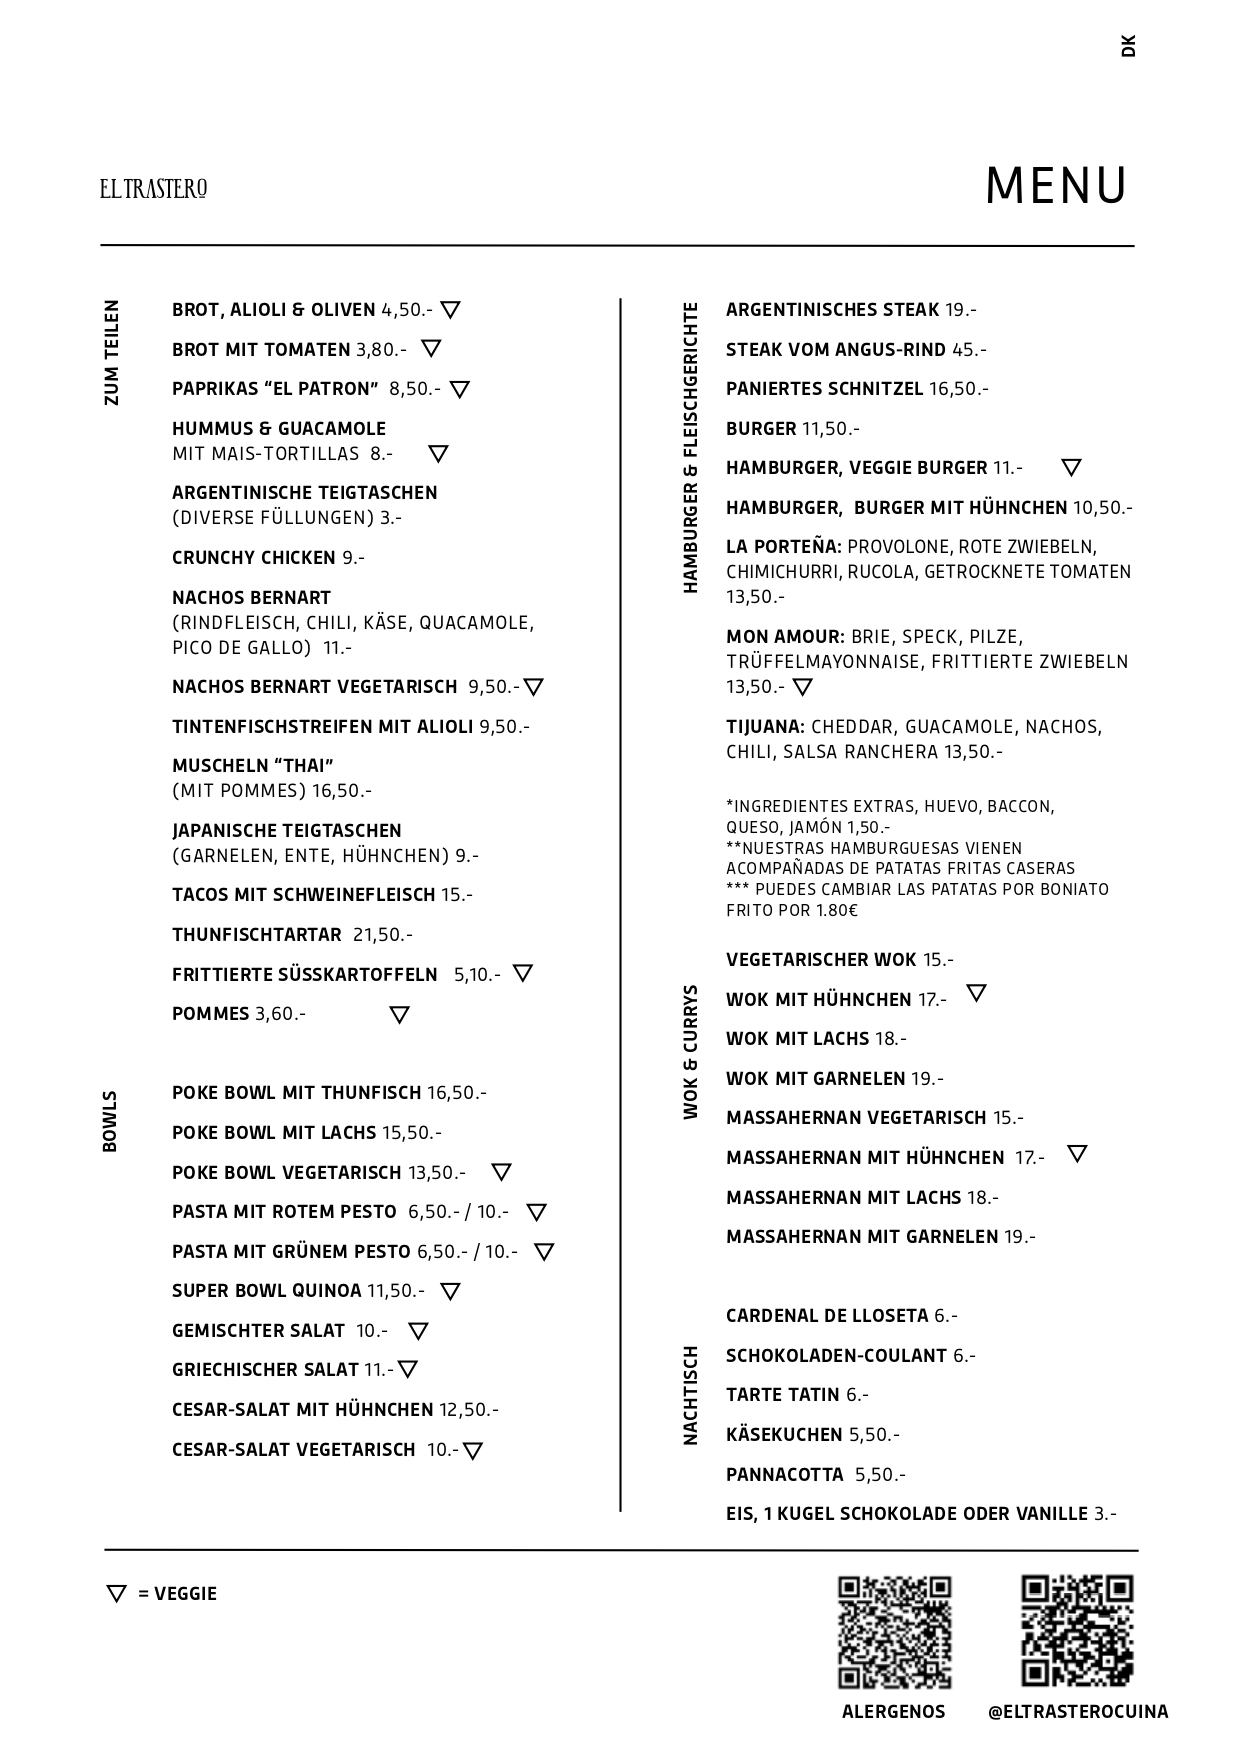 DK
EL TRASTERO
MENU
ZUM TEILEN
BROT, ALIOLI & OLIVEN 4,50.- ▽
BROT MIT TOMATEN 3,80.- ▽
PAPRIKAS “EL PATRON” 8,50.- ▽
HUMMUS & GUACAMOLE
MIT MAIS-TORTILLAS 8.- ▽
ARGENTINISCHE TEIGTASCHEN
(DIVERSE FÜLLUNGEN) 3.-
CRUNCHY CHICKEN 9.-
NACHOS BERNART
(RINDFLEISCH, CHILI, KÄSE, QUACAMOLE,
PICO DE GALLO) 11.-
NACHOS BERNART VEGETARISCH 9,50.- ▽
TINTENFISCHSTREIFEN MIT ALIOLI 9,50.-
MUSCHELN “THAI”
(MIT POMMES) 16,50.-
JAPANISCHE TEIGTASCHEN
(GARNELEN, ENTE, HÜHNCHEN) 9.-
TACOS MIT SCHWEINEFLEISCH 15.-
THUNFISCHTARTAR 21,50.-
FRITTIERTE SÜSSKARTOFFELN 5,10.- ▽
POMMES 3,60.- ▽
BOWLS
POKE BOWL MIT THUNFISCH 16,50.-
POKE BOWL MIT LACHS 15,50.-
POKE BOWL VEGETARISCH 13,50.- ▽
PASTA MIT ROTEM PESTO 6,50.- / 10.- ▽
PASTA MIT GRÜNEM PESTO 6,50.- / 10.- ▽
SUPER BOWL QUINOA 11,50.- ▽
GEMISCHTER SALAT 10.- ▽
GRIECHISCHER SALAT 11.- ▽
CESAR-SALAT MIT HÜHNCHEN 12,50.-
CESAR-SALAT VEGETARISCH 10.- ▽
HAMBURGER & FLEISCHGERICHTE
ARGENTINISCHES STEAK 19.-
STEAK VOM ANGUS-RIND 45.-
PANIERTES SCHNITZEL 16,50.-
BURGER 11,50.-
HAMBURGER, VEGGIE BURGER 11.- ▽
HAMBURGER, BURGER MIT HÜHNCHEN 10,50.-
LA PORTEÑA: PROVOLONE, ROTE ZWIEBELN,
CHIMICHURRI, RUCOLA, GETROCKNETE TOMATEN
13,50.-
MON AMOUR: BRIE, SPECK, PILZE,
TRÜFFELMAYONNAISE, FRITTIERTE ZWIEBELN
13,50.- ▽
TIJUANA: CHEDDAR, GUACAMOLE, NACHOS,
CHILI, SALSA RANCHERA 13,50.-
*INGREDIENTES EXTRAS, HUEVO, BACCON,
QUESO, JAMÓN 1,50.-
**NUESTRAS HAMBURGUESAS VIENEN
ACOMPAÑADAS DE PATATAS FRITAS CASERAS
*** PUEDES CAMBIAR LAS PATATAS POR BONIATO
FRITO POR 1.80€
WOK & CURRYS
VEGETARISCHER WOK 15.-
WOK MIT HÜHNCHEN 17.- ▽
WOK MIT LACHS 18.-
WOK MIT GARNELEN 19.-
MASSAHERNAN VEGETARISCH 15.-
MASSAHERNAN MIT HÜHNCHEN 17.- ▽
MASSAHERNAN MIT LACHS 18.-
MASSAHERNAN MIT GARNELEN 19.-
NACHTISCH
CARDENAL DE LLOSETA 6.-
SCHOKOLADEN-COULANT 6.-
TARTE TATIN 6.-
KÄSEKUCHEN 5,50.-
PANNACOTTA 5,50.-
EIS, 1 KUGEL SCHOKOLADE ODER VANILLE 3.-
▽ = VEGGIE
ALERGENOS
@ELTRASTEROCUINA